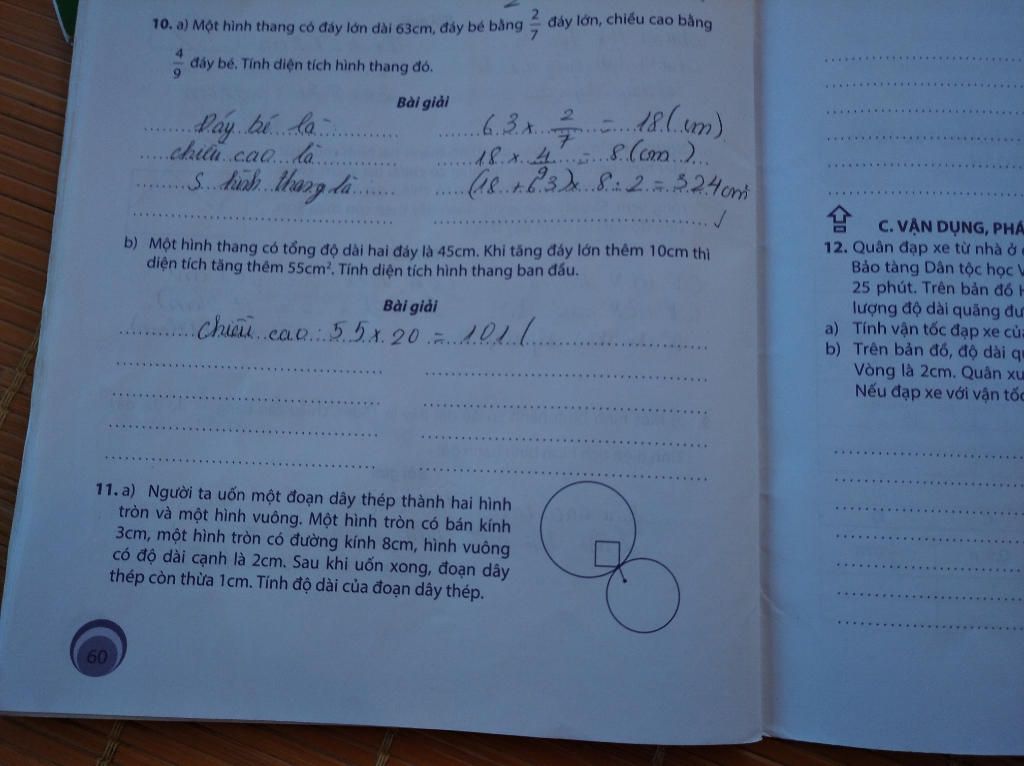 10. a) Một hình thang có đáy lớn dài 63cm, đáy bé bằng 2/7 đáy lớn, chiều cao bằng
4/9 đáy bé. Tính diện tích hình thang đó.
Bài giải
Đáy bé là 63 x 2/7 = 18 (cm)
chiều cao là 18 x 4/9 = 8 (cm)
S hình thang là (18 + 63) x 8 : 2 = 324 cm²
b) Một hình thang có tổng độ dài hai đáy là 45cm. Khi tăng đáy lớn thêm 10cm thì
diện tích tăng thêm 55cm². Tính diện tích hình thang ban đầu.
Bài giải
chiều cao: 55 x 20 =
11. a) Người ta uốn một đoạn dây thép thành hai hình
tròn và một hình vuông. Một hình tròn có bán kính
3cm, một hình tròn có đường kính 8cm, hình vuông
có độ dài cạnh là 2cm. Sau khi uốn xong, đoạn dây
thép còn thừa 1cm. Tính độ dài của đoạn dây thép.
60
C. VẬN DỤNG, PHÁ
12. Quân đạp xe từ nhà ở
Bảo tàng Dân tộc học V
25 phút. Trên bản đồ
lượng độ dài quãng đư
a) Tính vận tốc đạp xe củ
b) Trên bản đồ, độ dài q
Vòng là 2cm. Quân xu
Nếu đạp xe với vận tốc